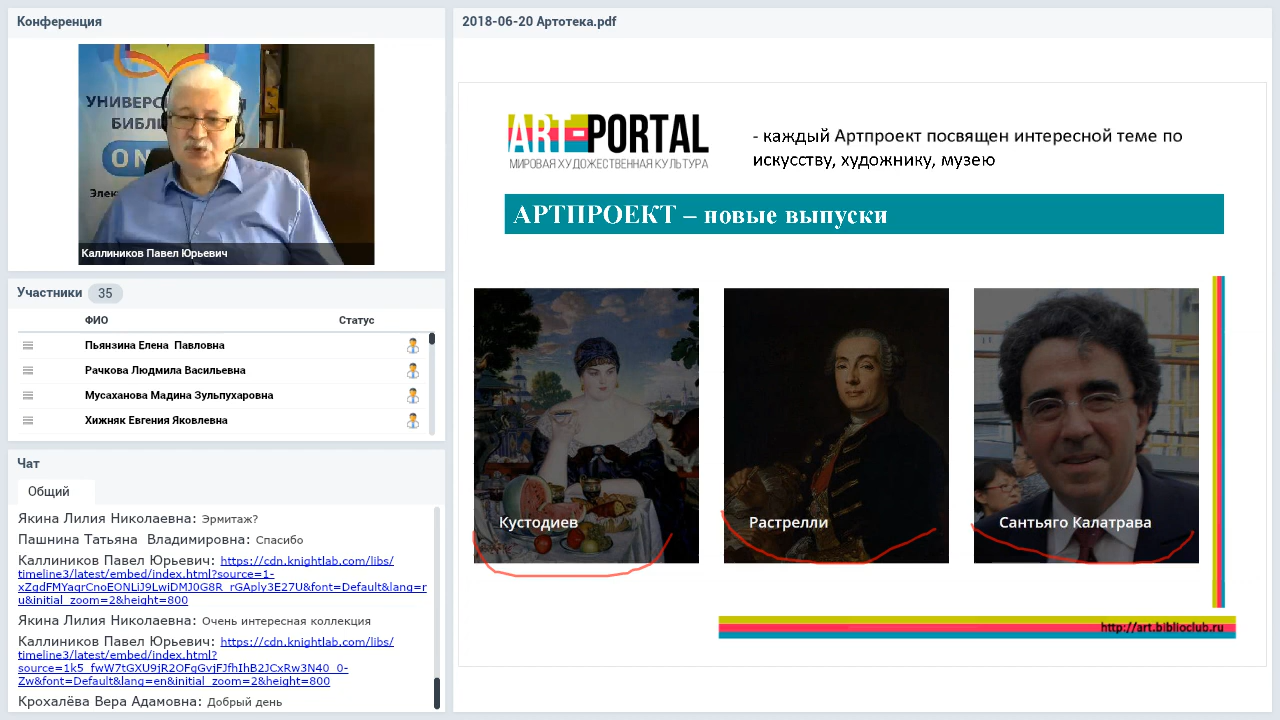 Конференция
УНИВЕРС
БИБЛИ
ON
Элек
Каллиников Павел Юрьевич
Участники 35
ФИО Статус
Пьянзина Елена Павловна
Рачкова Людмила Васильевна
Мусаханова Мадина Зульпухаровна
Хижняк Евгения Яковлевна
Чат
Общий
Якина Лилия Николаевна: Эрмитаж?
Пашнина Татьяна Владимировна: Спасибо
Каллиников Павел Юрьевич: https://cdn.knightlab.com/libs/
timeline3/latest/embed/index.html?source=1-
xZgdFMYaqrCnoEONLiJ9LwiDMJ0G8R_rGAply3E27U&font=Default&lang=r
u&initial_zoom=2&height=800
Якина Лилия Николаевна: Очень интересная коллекция
Каллиников Павел Юрьевич: https://cdn.knightlab.com/libs/
timeline3/latest/embed/index.html?
source=1k5_fwW7tGXU9jR2OFqGvjFJfhIhB2JCxRw3N40_0-
Zw&font=Default&lang=en&initial_zoom=2&height=800
Крохалёва Вера Адамовна: Добрый день
2018-06-20 Артотека.pdf
ART-PORTAL
МИРОВАЯ ХУДОЖЕСТВЕННАЯ КУЛЬТУРА
- каждый Артпроект посвящен интересной теме по
искусству, художнику, музею
АРТПРОЕКТ – новые выпуски
Кустодиев
Растрелли
Сантьяго Калатрава
http://art.biblioclub.ru